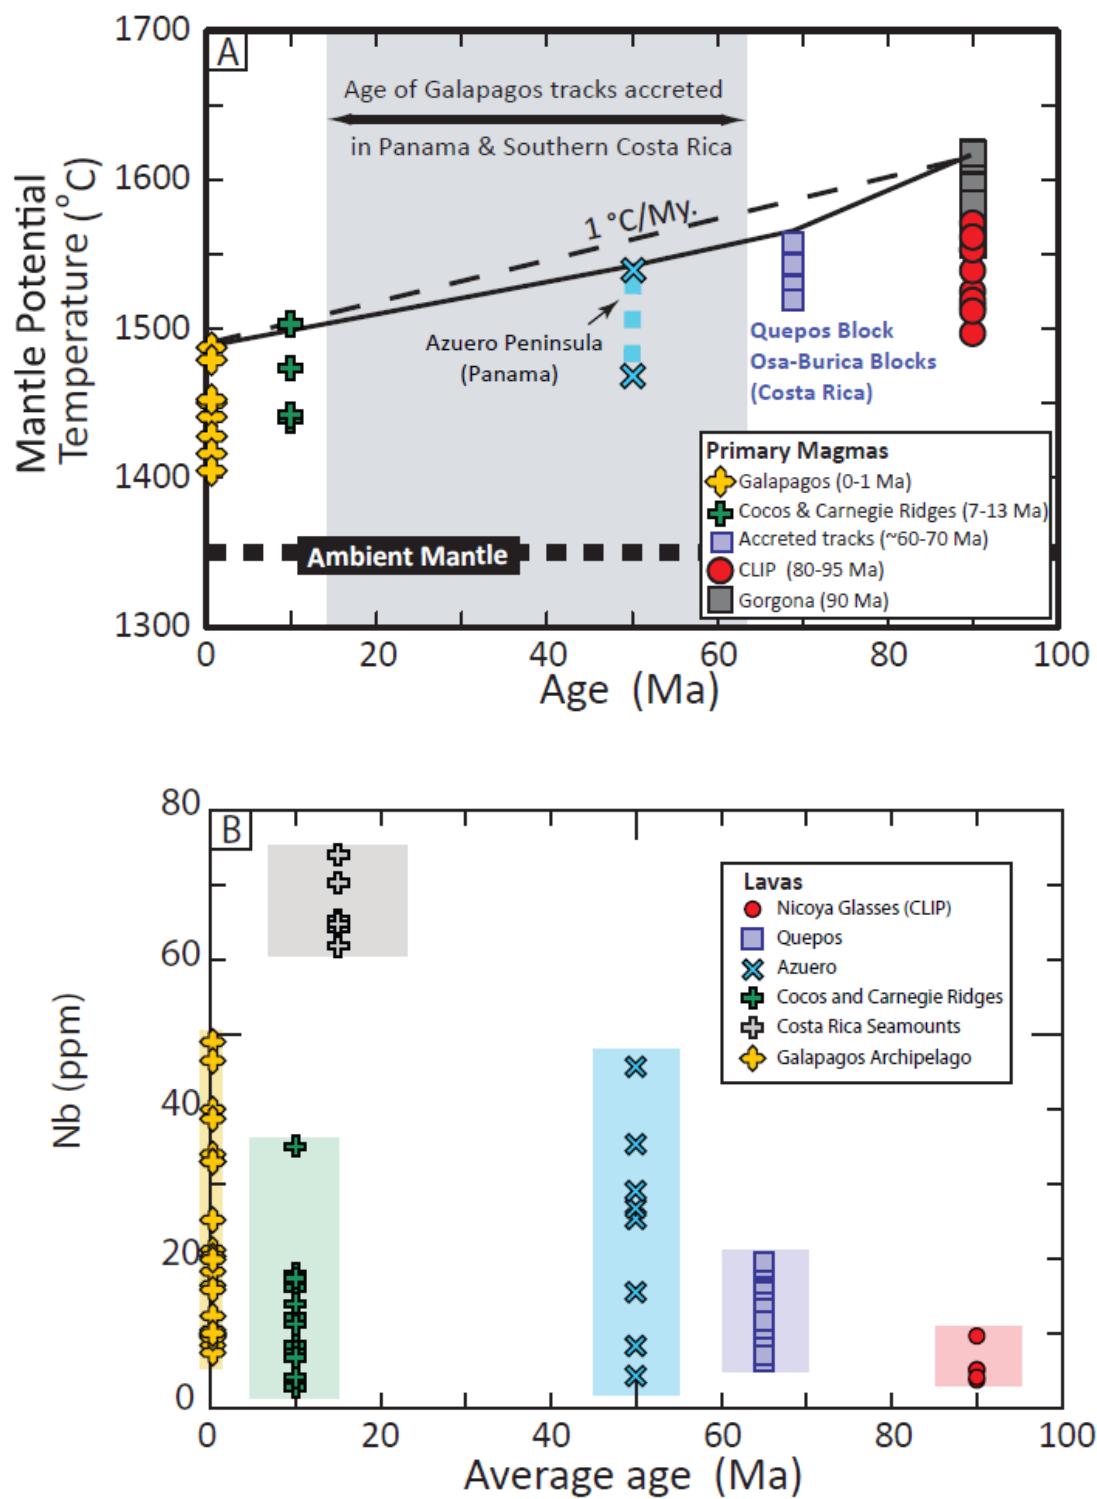 1700
A
Age of Galapagos tracks accreted
in Panama & Southern Costa Rica
1600
1 °C/My.
Mantle Potential
Temperature (°C)
1500
Azuero Peninsula
(Panama)
Quepos Block
Osa-Burica Blocks
(Costa Rica)
Primary Magmas
Galapagos (0-1 Ma)
Cocos & Carnegie Ridges (7-13 Ma)
Accreted tracks (~60-70 Ma)
CLIP (80-95 Ma)
Gorgona (90 Ma)
1400
Ambient Mantle
1300
0 20 40 60 80 100
Age (Ma)
80
B
Lavas
Nicoya Glasses (CLIP)
Quepos
Azuero
Cocos and Carnegie Ridges
Costa Rica Seamounts
Galapagos Archipelago
60
Nb (ppm)
40
20
0
0 20 40 60 80 100
Average age (Ma)